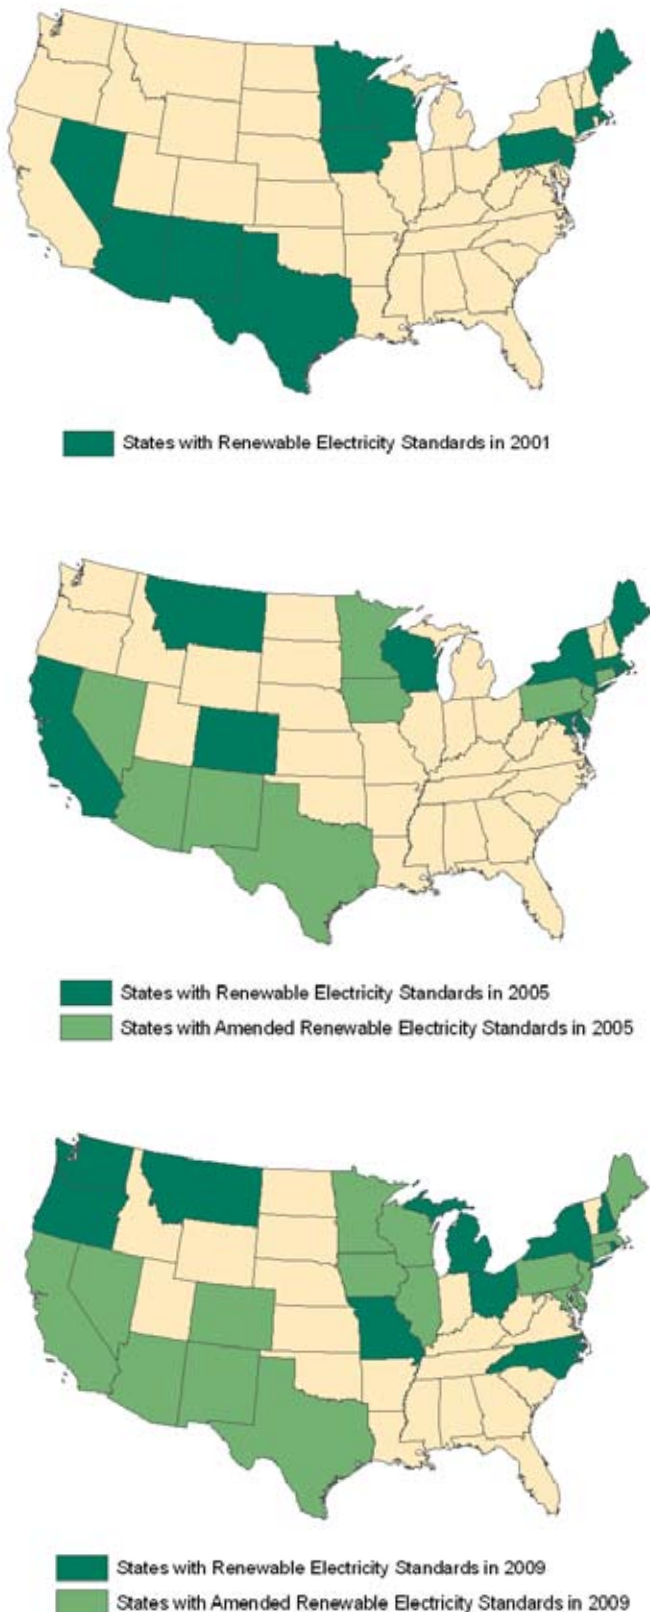 States with Renewable Electricity Standards in 2001
States with Renewable Electricity Standards in 2005
States with Amended Renewable Electricity Standards in 2005
States with Renewable Electricity Standards in 2009
States with Amended Renewable Electricity Standards in 2009